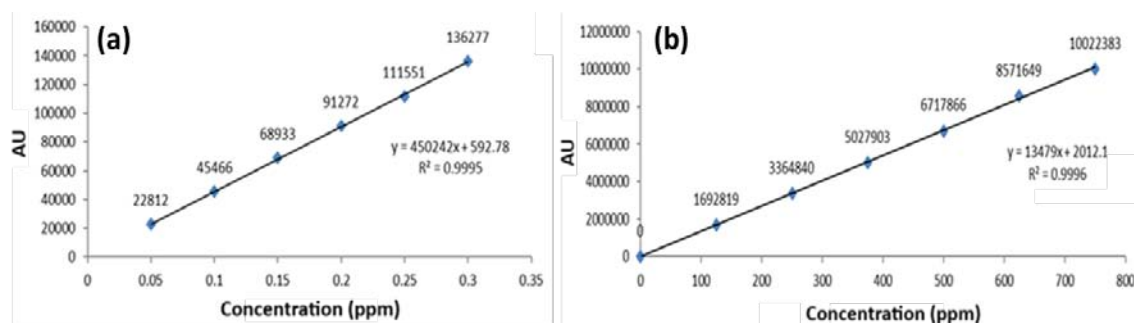 (a)
160000
140000
120000
100000
80000
60000
40000
20000
0
AU
22812
45466
68933
91272
111551
136277
y = 450242x + 592.78
R² = 0.9995
0 0.05 0.1 0.15 0.2 0.25 0.3 0.35
Concentration (ppm)
(b)
12000000
10000000
8000000
6000000
4000000
2000000
0
AU
0
1692819
3364840
5027903
6717866
8571649
10022383
y = 13479x + 2012.1
R² = 0.9996
0 100 200 300 400 500 600 700 800
Concentration (ppm)